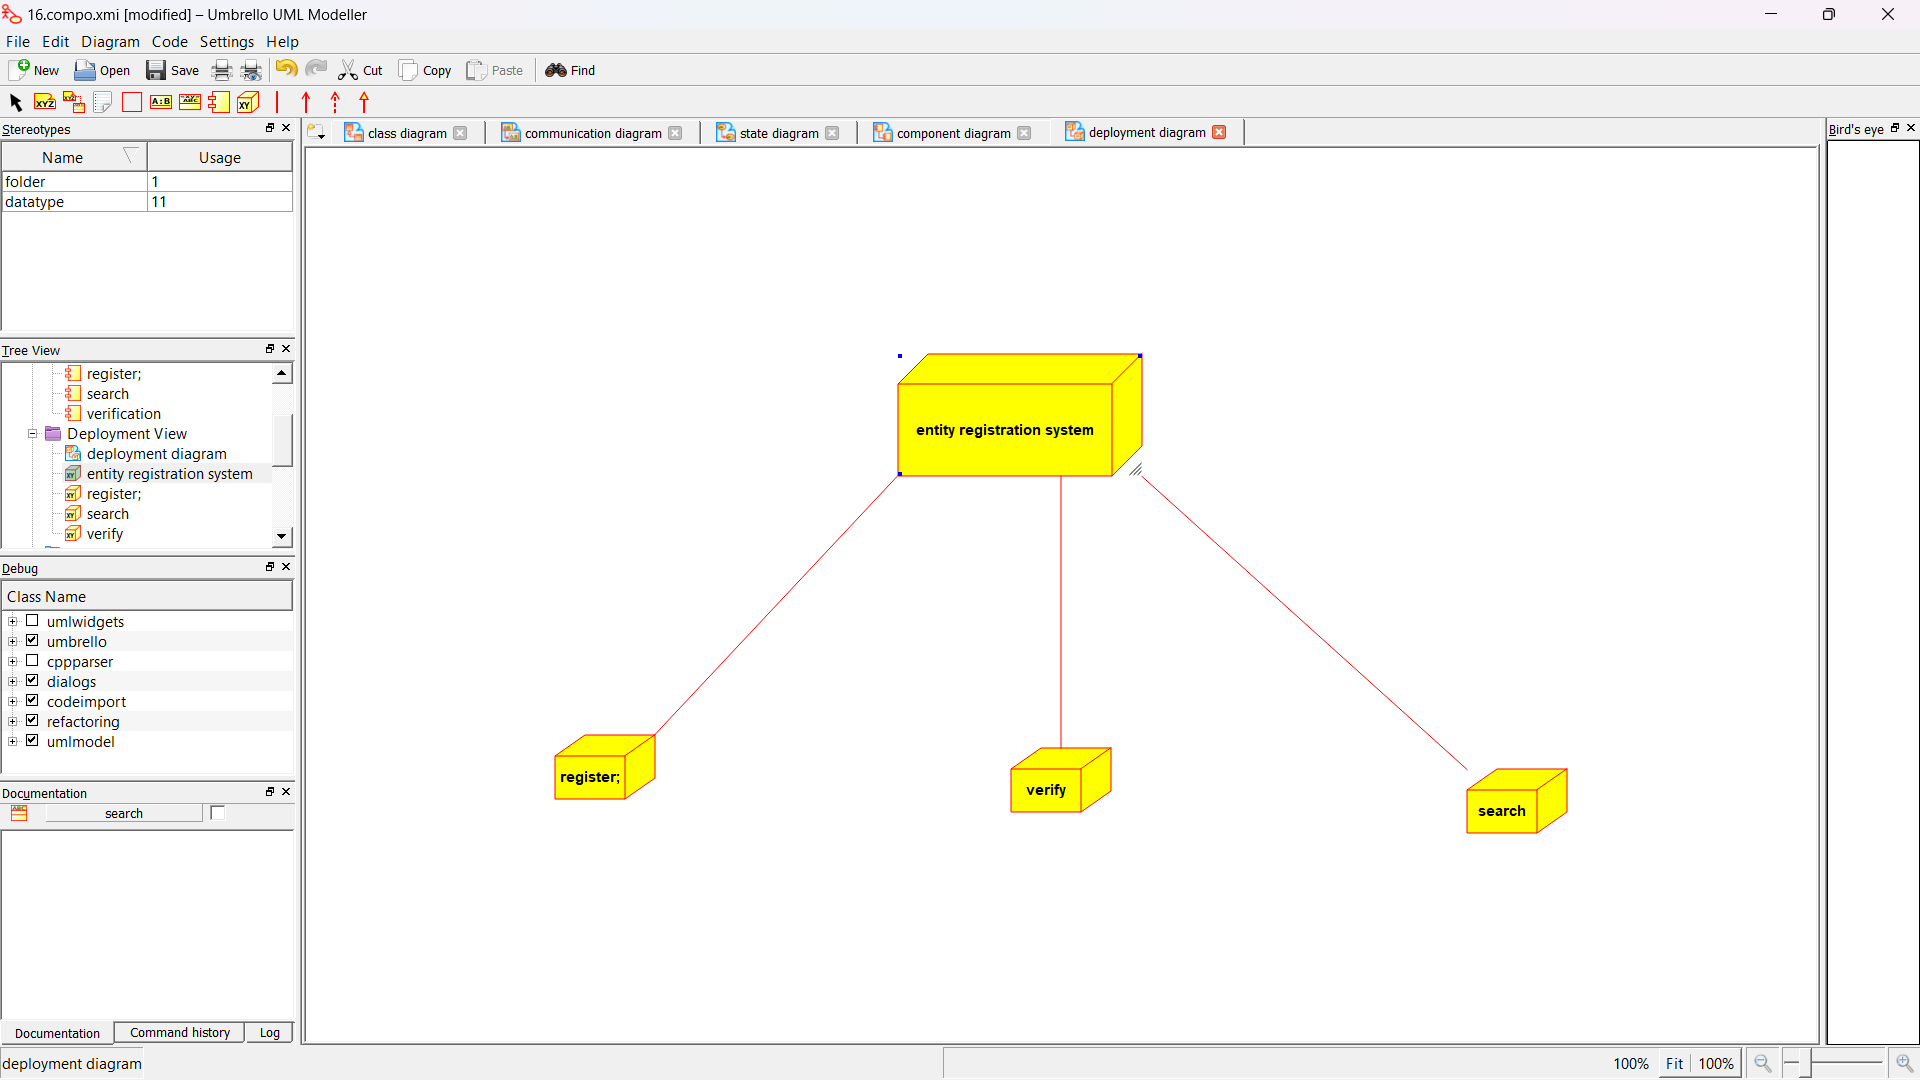 16.compo.xmi [modified] – Umbrello UML Modeller
File Edit Diagram Code Settings Help
New Open Save Cut Copy Paste Find
XYZ XYZ A:B ABC XY
Stereotypes
Name Usage
folder 1
datatype 11
Tree View
register;
search
verification
Deployment View
deployment diagram
entity registration system
register;
search
verify
Debug
Class Name
umlwidgets
umbrello
cppparser
dialogs
codeimport
refactoring
umlmodel
Documentation
search
Documentation Command history Log
class diagram communication diagram state diagram component diagram deployment diagram
entity registration system
register;
verify
search
Bird's eye
deployment diagram
100% Fit 100%